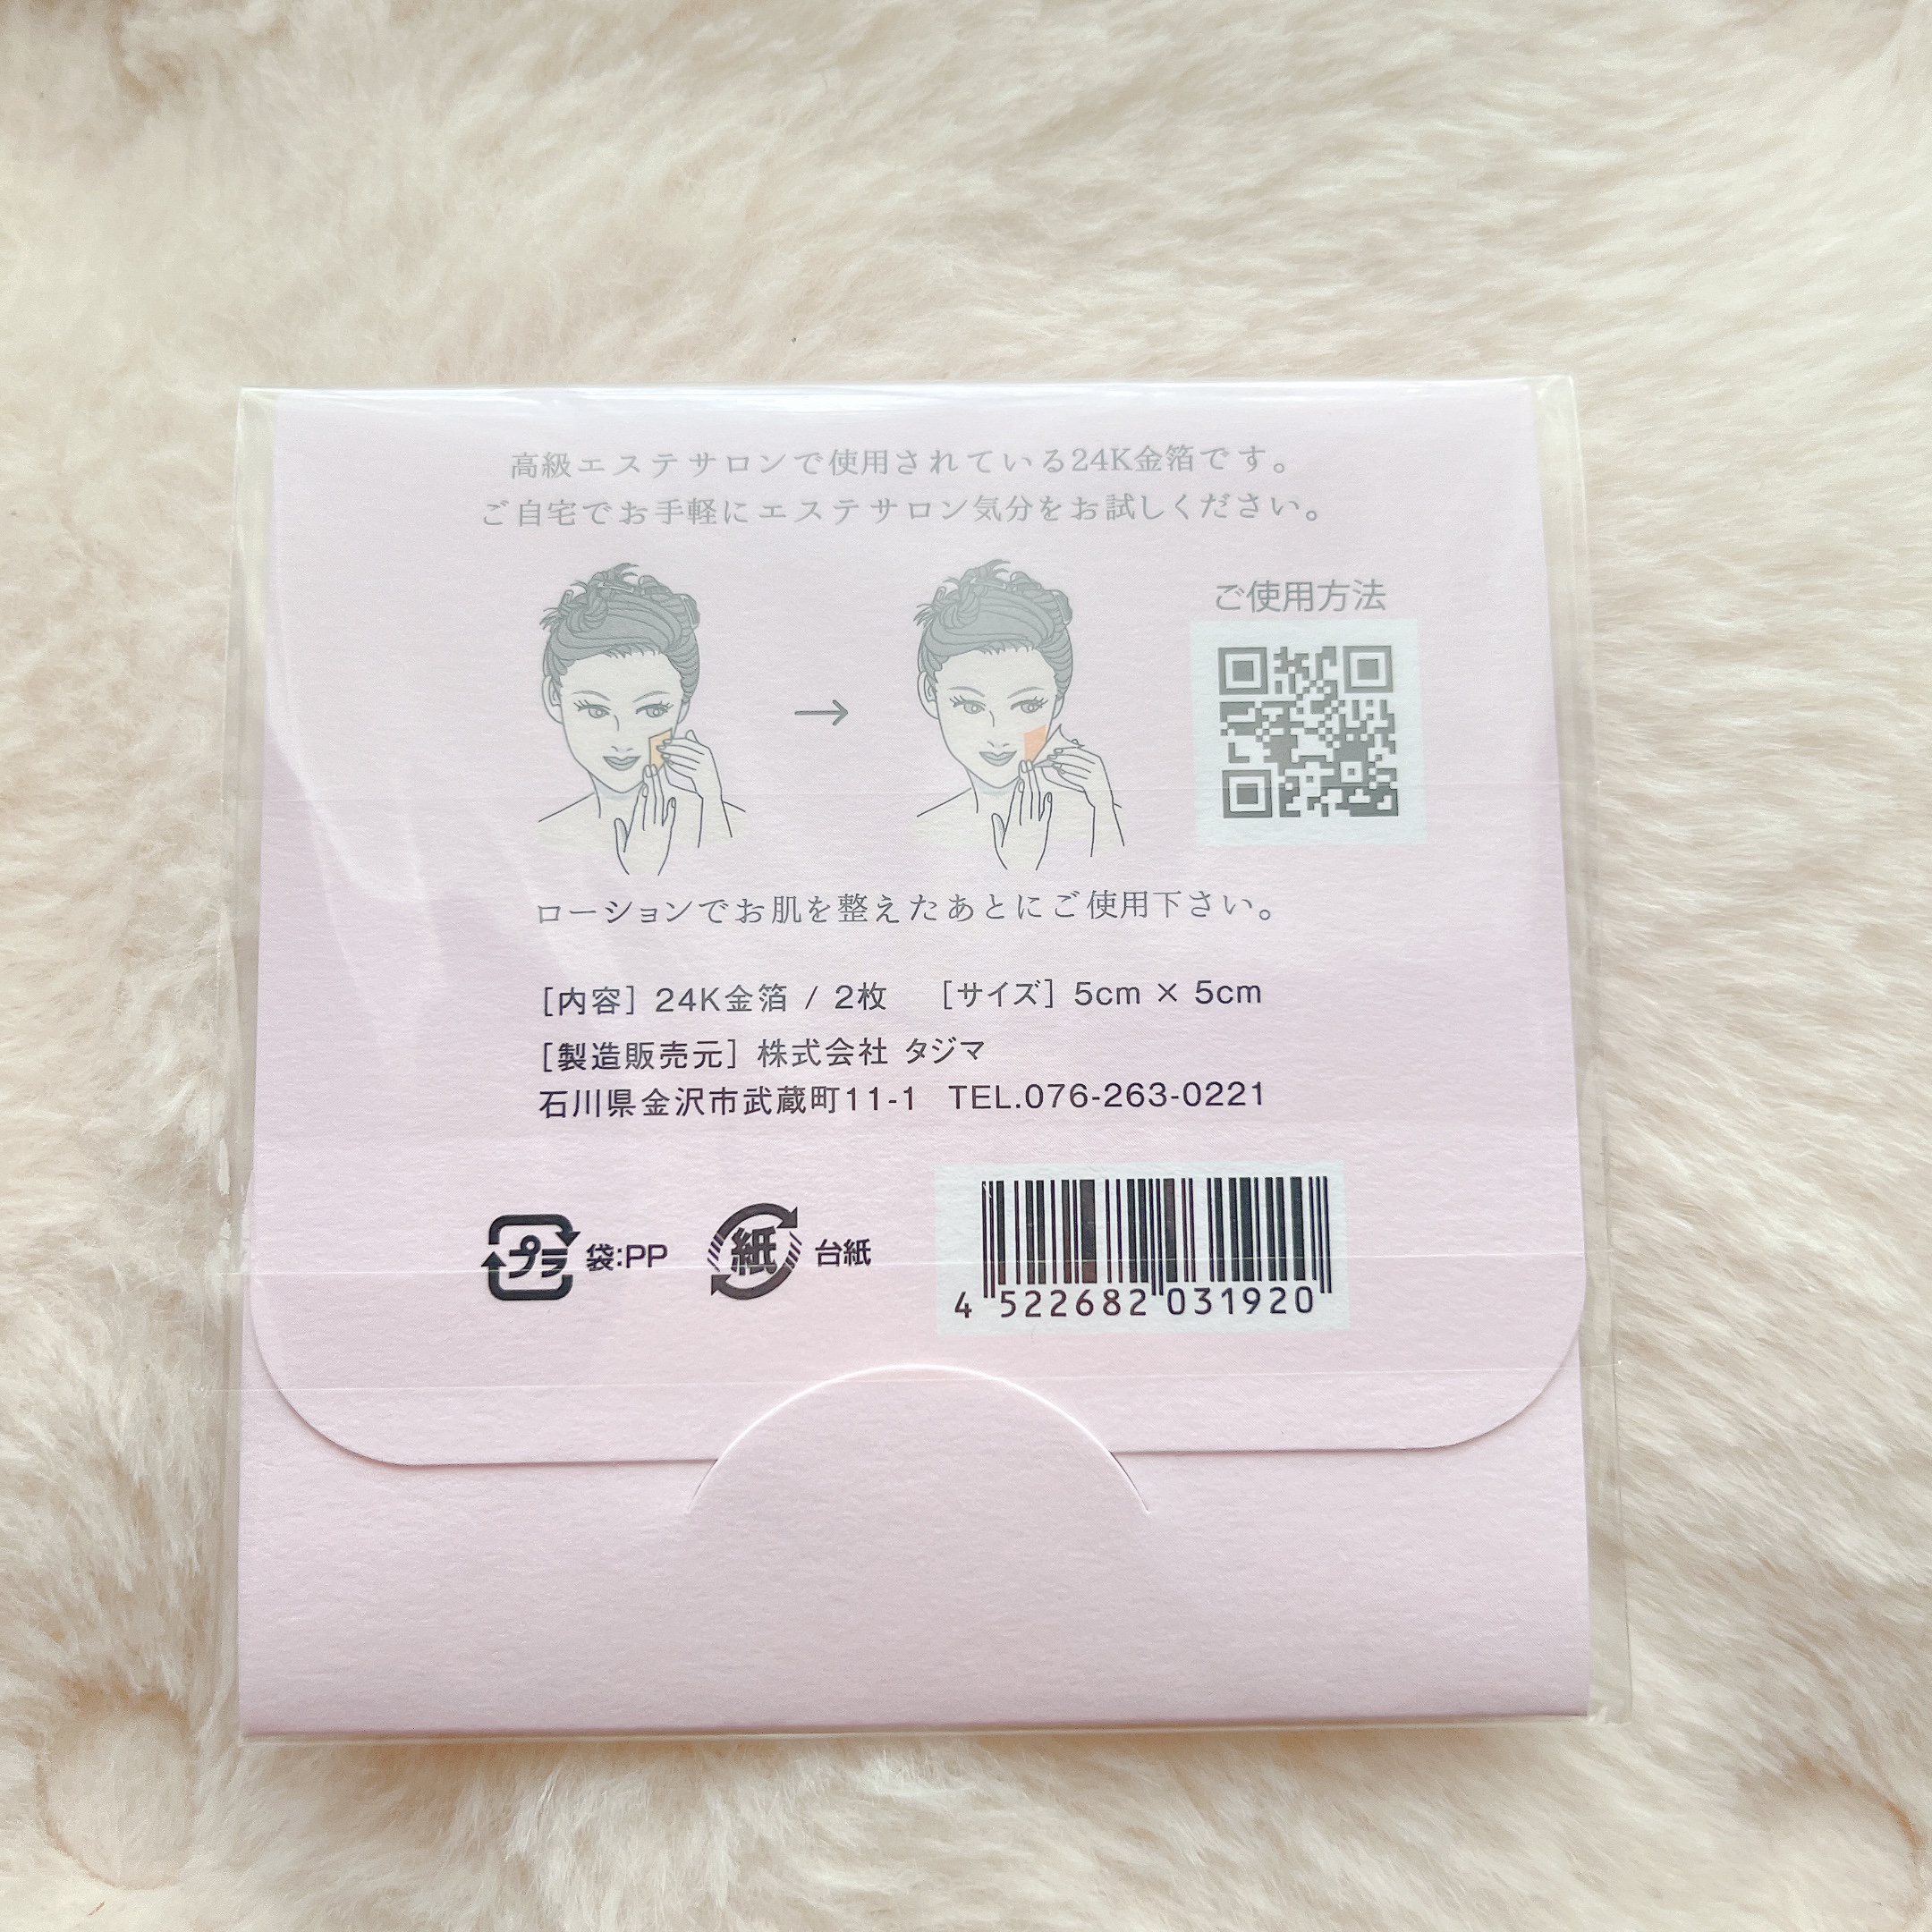 高級エステサロンで使用されている24K金箔です。
ご自宅でお手軽にエステサロン気分をお試しください。
ご使用方法
→
ローションでお肌を整えたあとにご使用下さい。
[内容] 24K金箔 / 2枚 [サイズ] 5cm × 5cm
[製造販売元] 株式会社 タジマ
石川県金沢市武蔵町11-1 TEL.076-263-0221
プラ 袋:PP 紙 台紙
4 522682 031920